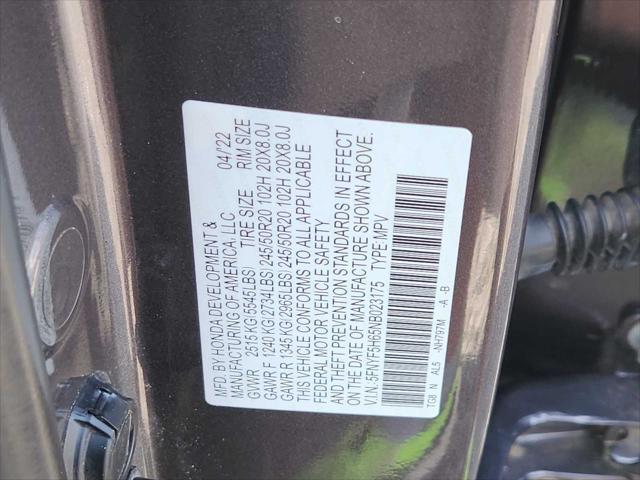 MFD. BY HONDA DEVELOPMENT & 04/'22
MANUFACTURING OF AMERICA, LLC
GVWR 2515 KG(5545LBS) TIRE SIZE RIM SIZE
GAWR F 1240 KG(2734LBS)245/50R20 102H 20X8.0J
GAWR R 1345 KG(2965LBS)245/50R20 102H 20X8.0J
THIS VEHICLE CONFORMS TO ALL APPLICABLE
FEDERAL MOTOR VEHICLE SAFETY
AND THEFT PREVENTION STANDARDS IN EFFECT
ON THE DATE OF MANUFACTURE SHOWN ABOVE.
V.I.N. 5FNYF5H65NB023175 TYPE:MPV
TG8 N AL5 -NH797M -A -B